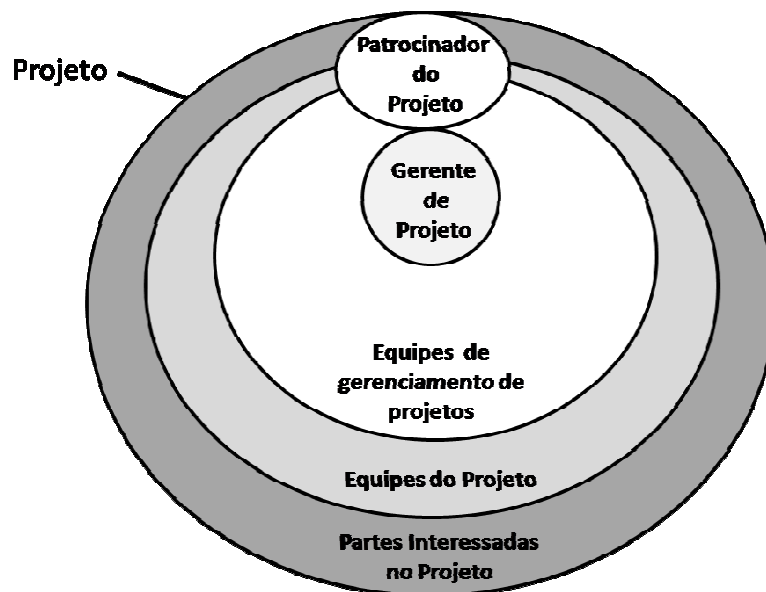 Patrocinador
do
Projeto
Projeto
Gerente
de
Projeto
Equipes de
gerenciamento de
projetos
Equipes do Projeto
Partes Interessadas
no Projeto